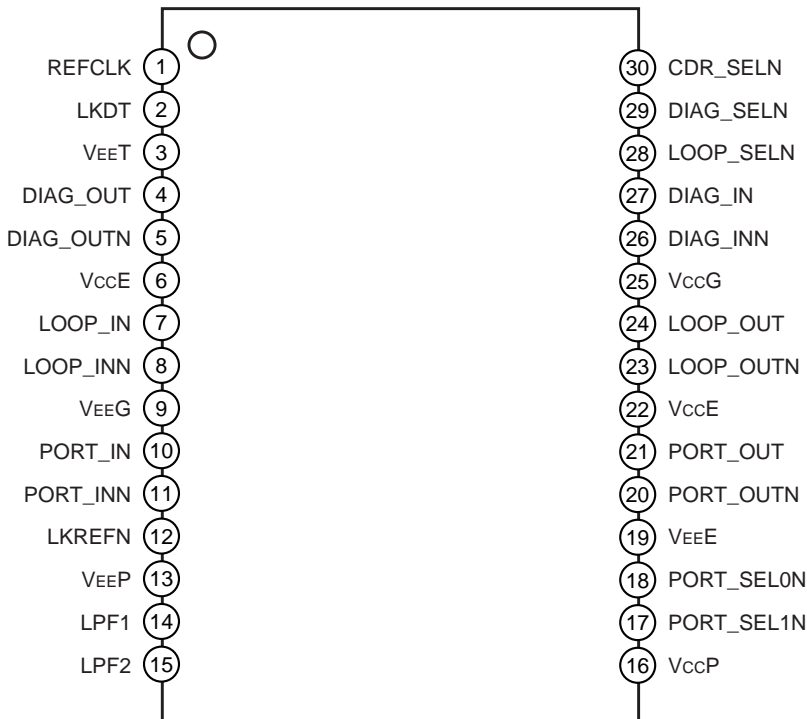 REFCLK 1
LKDT 2
VEET 3
DIAG_OUT 4
DIAG_OUTN 5
VCCE 6
LOOP_IN 7
LOOP_INN 8
VEEG 9
PORT_IN 10
PORT_INN 11
LKREFN 12
VEEP 13
LPF1 14
LPF2 15
30 CDR_SELN
29 DIAG_SELN
28 LOOP_SELN
27 DIAG_IN
26 DIAG_INN
25 VCCG
24 LOOP_OUT
23 LOOP_OUTN
22 VCCE
21 PORT_OUT
20 PORT_OUTN
19 VEEE
18 PORT_SEL0N
17 PORT_SEL1N
16 VCCP